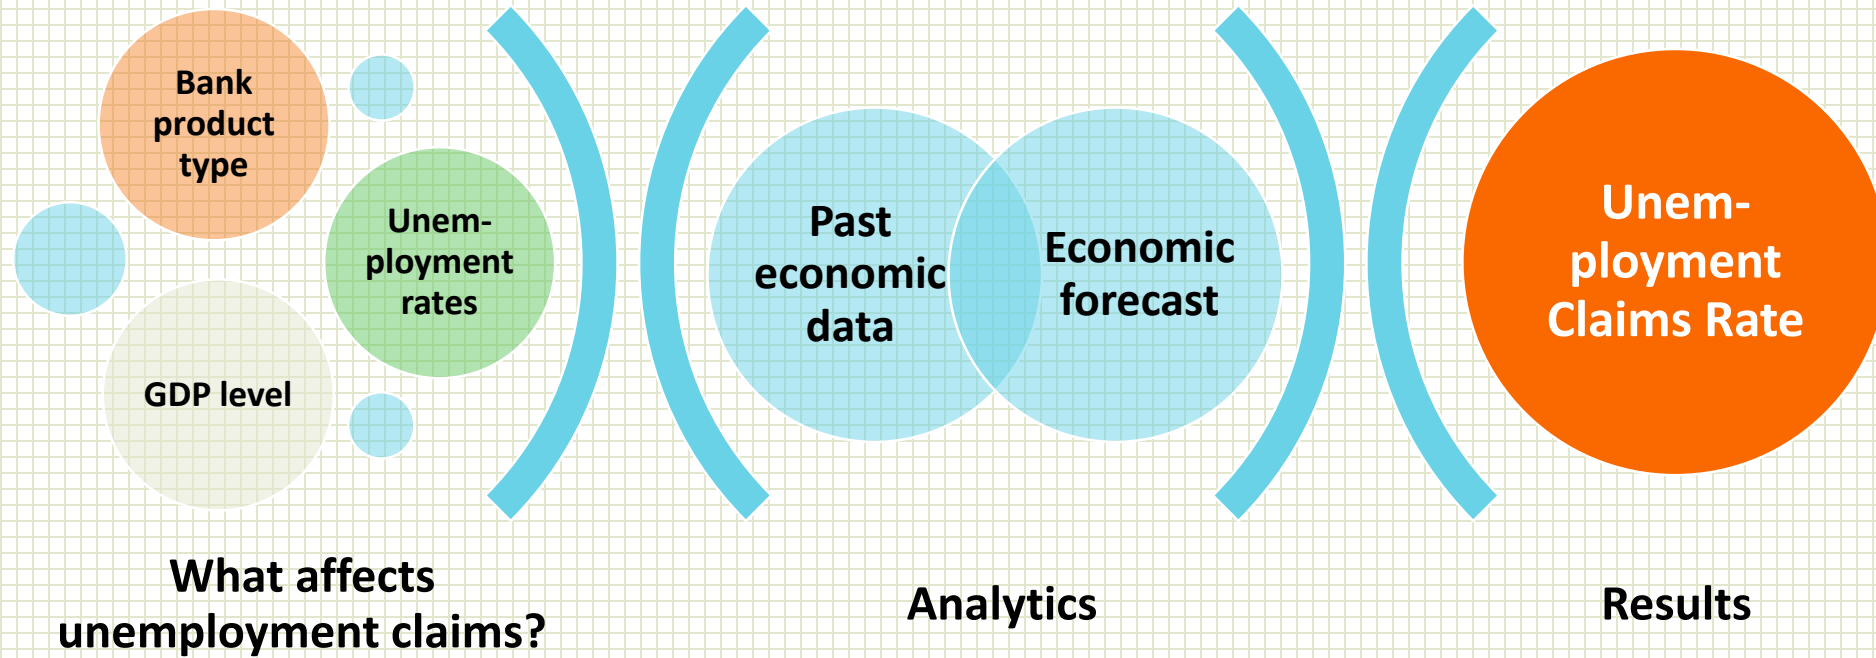 Bank
product
type
Unem-
ployment
rates
GDP level
What affects
unemployment claims?
Past
economic
data
Economic
forecast
Analytics
Unem-
ployment
Claims Rate
Results